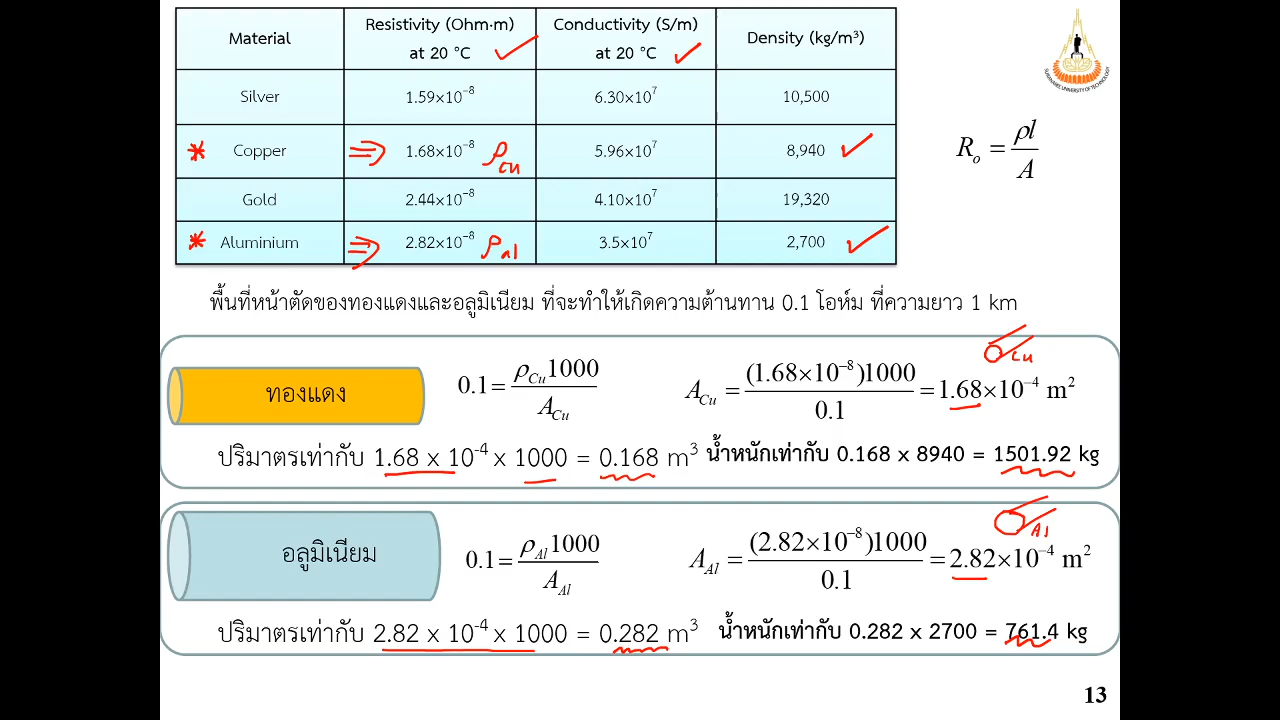 Material Resistivity (Ohm·m) at 20 °C Conductivity (S/m) at 20 °C Density (kg/m³)
Silver 1.59×10⁻⁸ 6.30×10⁷ 10,500
* Copper ⇒ 1.68×10⁻⁸ ρcu 5.96×10⁷ 8,940 ✓
Gold 2.44×10⁻⁸ 4.10×10⁷ 19,320
* Aluminium ⇒ 2.82×10⁻⁸ ρAl 3.5×10⁷ 2,700 ✓
SURANAREE UNIVERSITY OF TECHNOLOGY
R₀ = ρl / A
พื้นที่หน้าตัดของทองแดงและอลูมิเนียม ที่จะทำให้เกิดความต้านทาน 0.1 โอห์ม ที่ความยาว 1 km
Cu
ทองแดง 0.1 = ρCu1000 / ACu ACu = (1.68×10⁻⁸)1000 / 0.1 = 1.68×10⁻⁴ m²
ปริมาตรเท่ากับ 1.68 x 10⁻⁴ x 1000 = 0.168 m³ น้ำหนักเท่ากับ 0.168 x 8940 = 1501.92 kg
Al
อลูมิเนียม 0.1 = ρAl1000 / AAl AAl = (2.82×10⁻⁸)1000 / 0.1 = 2.82×10⁻⁴ m²
ปริมาตรเท่ากับ 2.82 x 10⁻⁴ x 1000 = 0.282 m³ น้ำหนักเท่ากับ 0.282 x 2700 = 761.4 kg
13